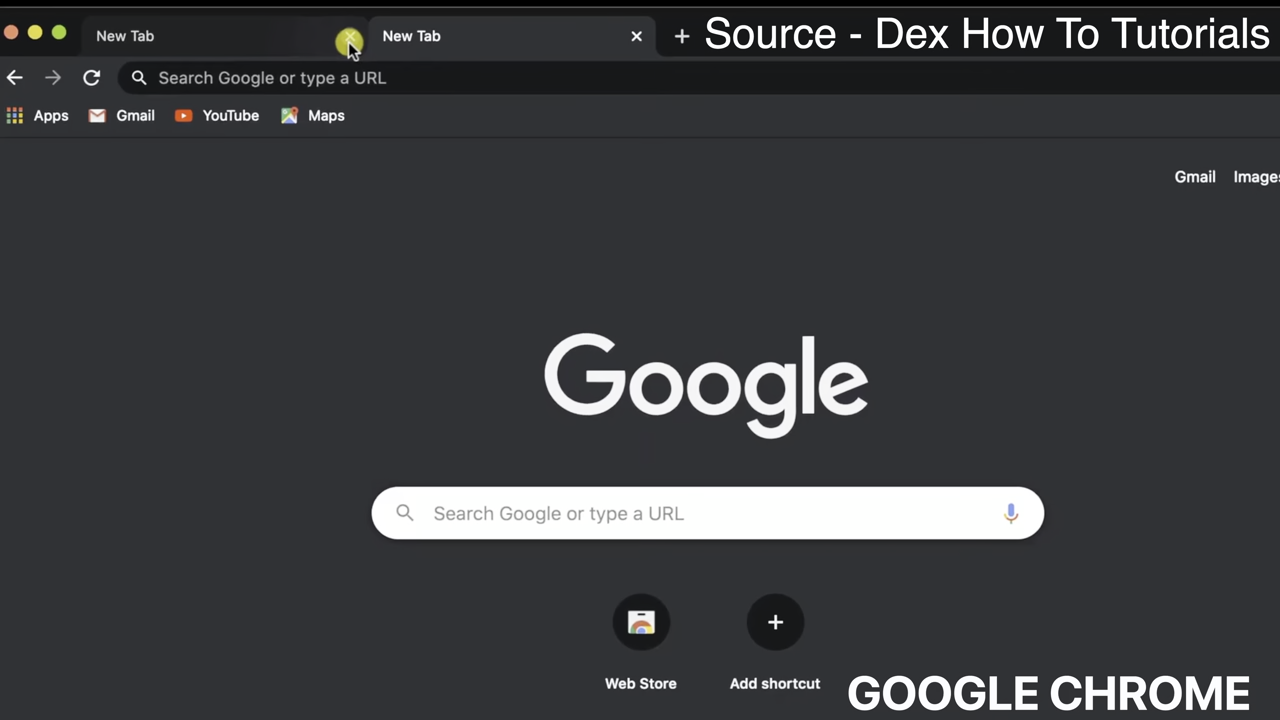 New Tab
New Tab
Source - Dex How To Tutorials
Search Google or type a URL
Apps
Gmail
YouTube
Maps
Gmail
Images
Google
Search Google or type a URL
Web Store
Add shortcut
GOOGLE CHROME